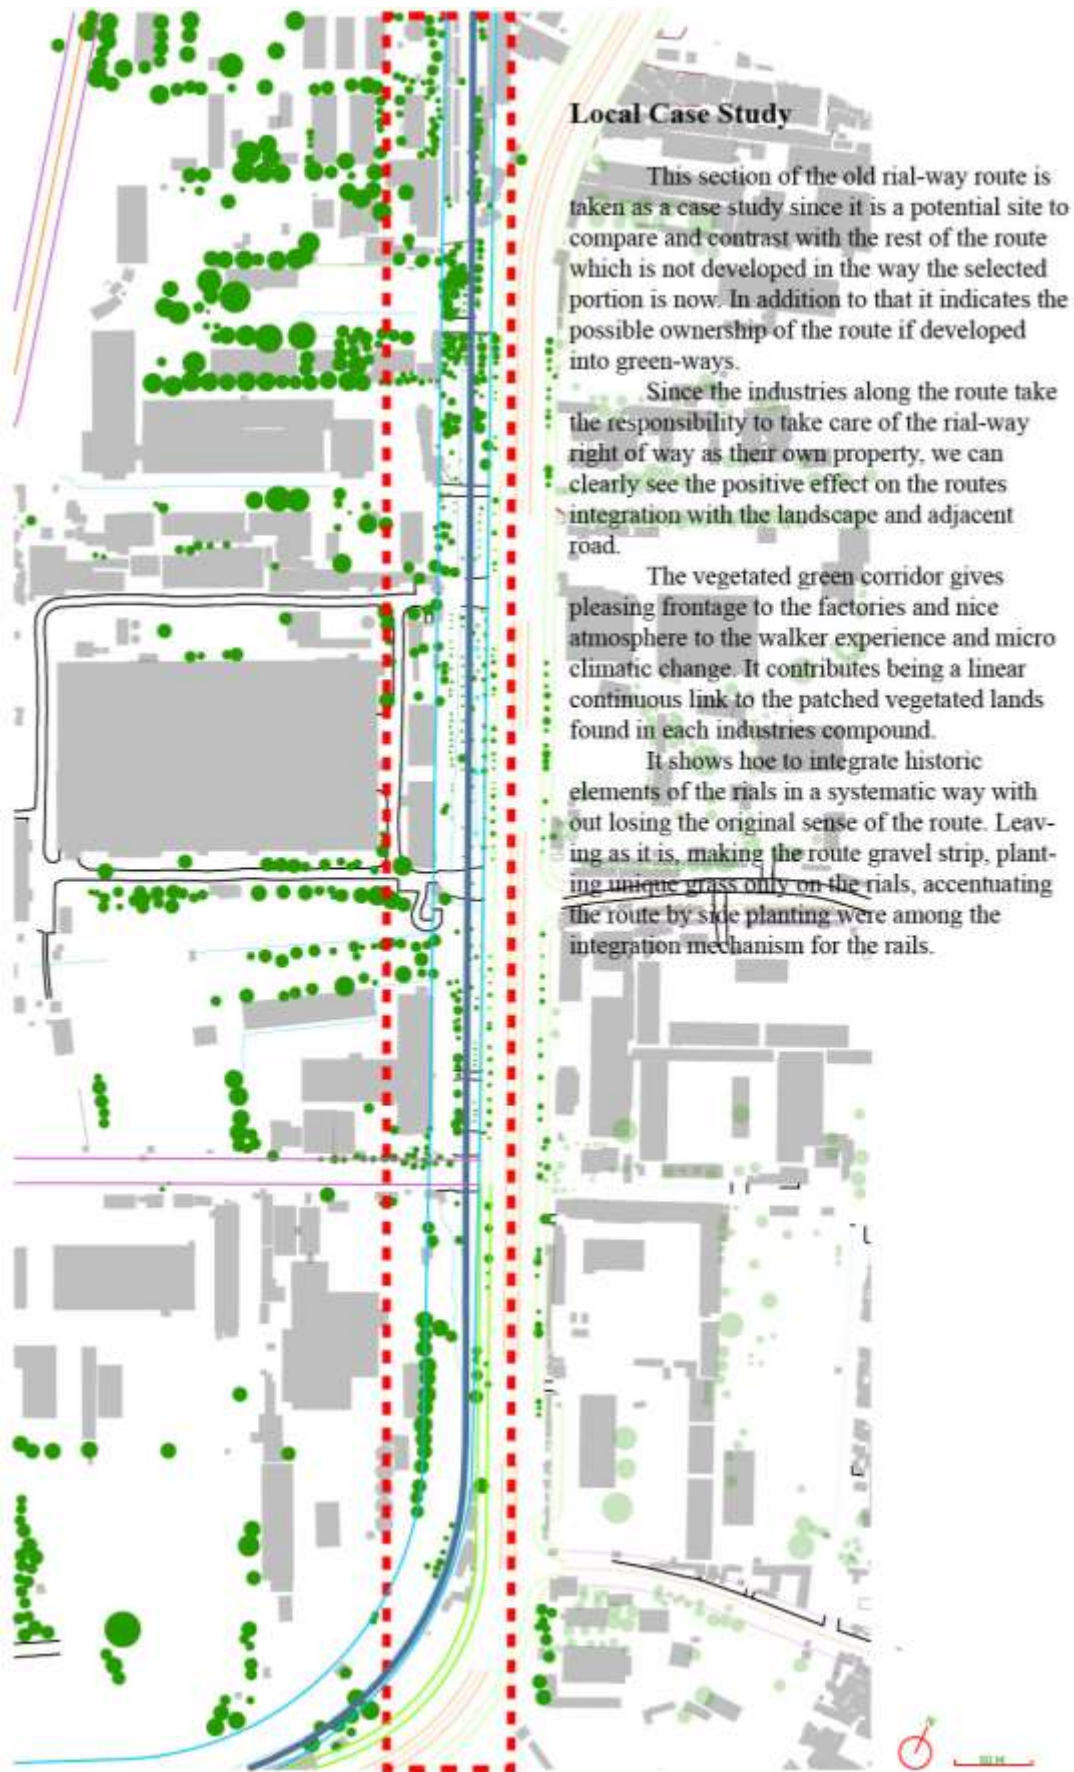 Local Case Study
This section of the old rial-way route is
taken as a case study since it is a potential site to
compare and contrast with the rest of the route
which is not developed in the way the selected
portion is now. In addition to that it indicates the
possible ownership of the route if developed
into green-ways.
Since the industries along the route take
the responsibility to take care of the rial-way
right of way as their own property, we can
clearly see the positive effect on the routes
integration with the landscape and adjacent
road.
The vegetated green corridor gives
pleasing frontage to the factories and nice
atmosphere to the walker experience and micro
climatic change. It contributes being a linear
continuous link to the patched vegetated lands
found in each industries compound.
It shows hoe to integrate historic
elements of the rials in a systematic way with
out losing the original sense of the route. Leav-
ing as it is, making the route gravel strip, plant-
ing unique grass only on the rials, accentuating
the route by side planting were among the
integration mechanism for the rails.
N
50 M